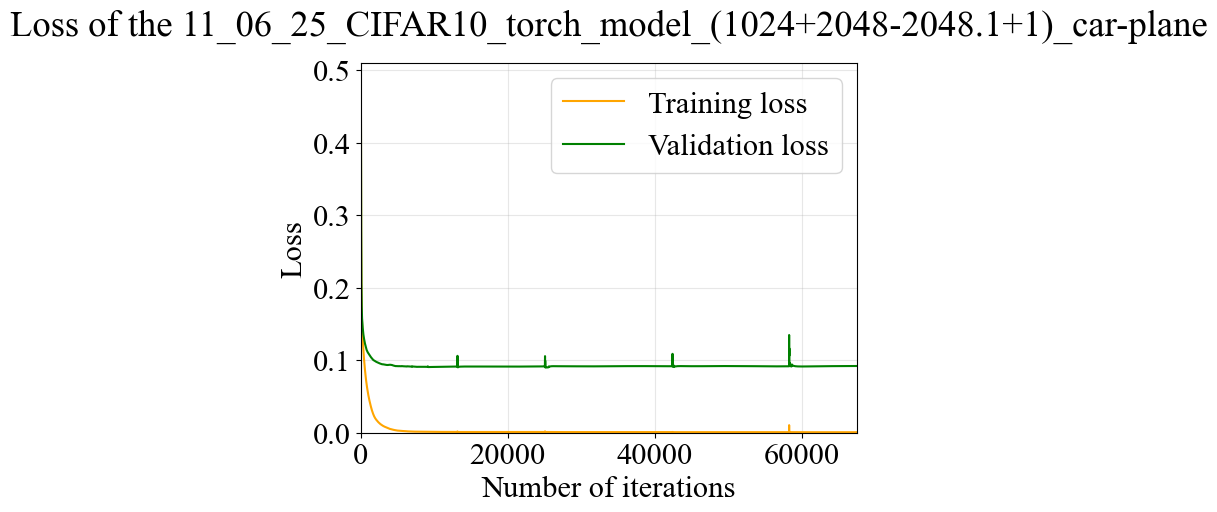 Loss of the 11_06_25_CIFAR10_torch_model_(1024+2048-2048.1+1)_car-plane
0.5
0.4
0.3
0.2
0.1
0.0
Loss
Training loss
Validation loss
0 20000 40000 60000
Number of iterations